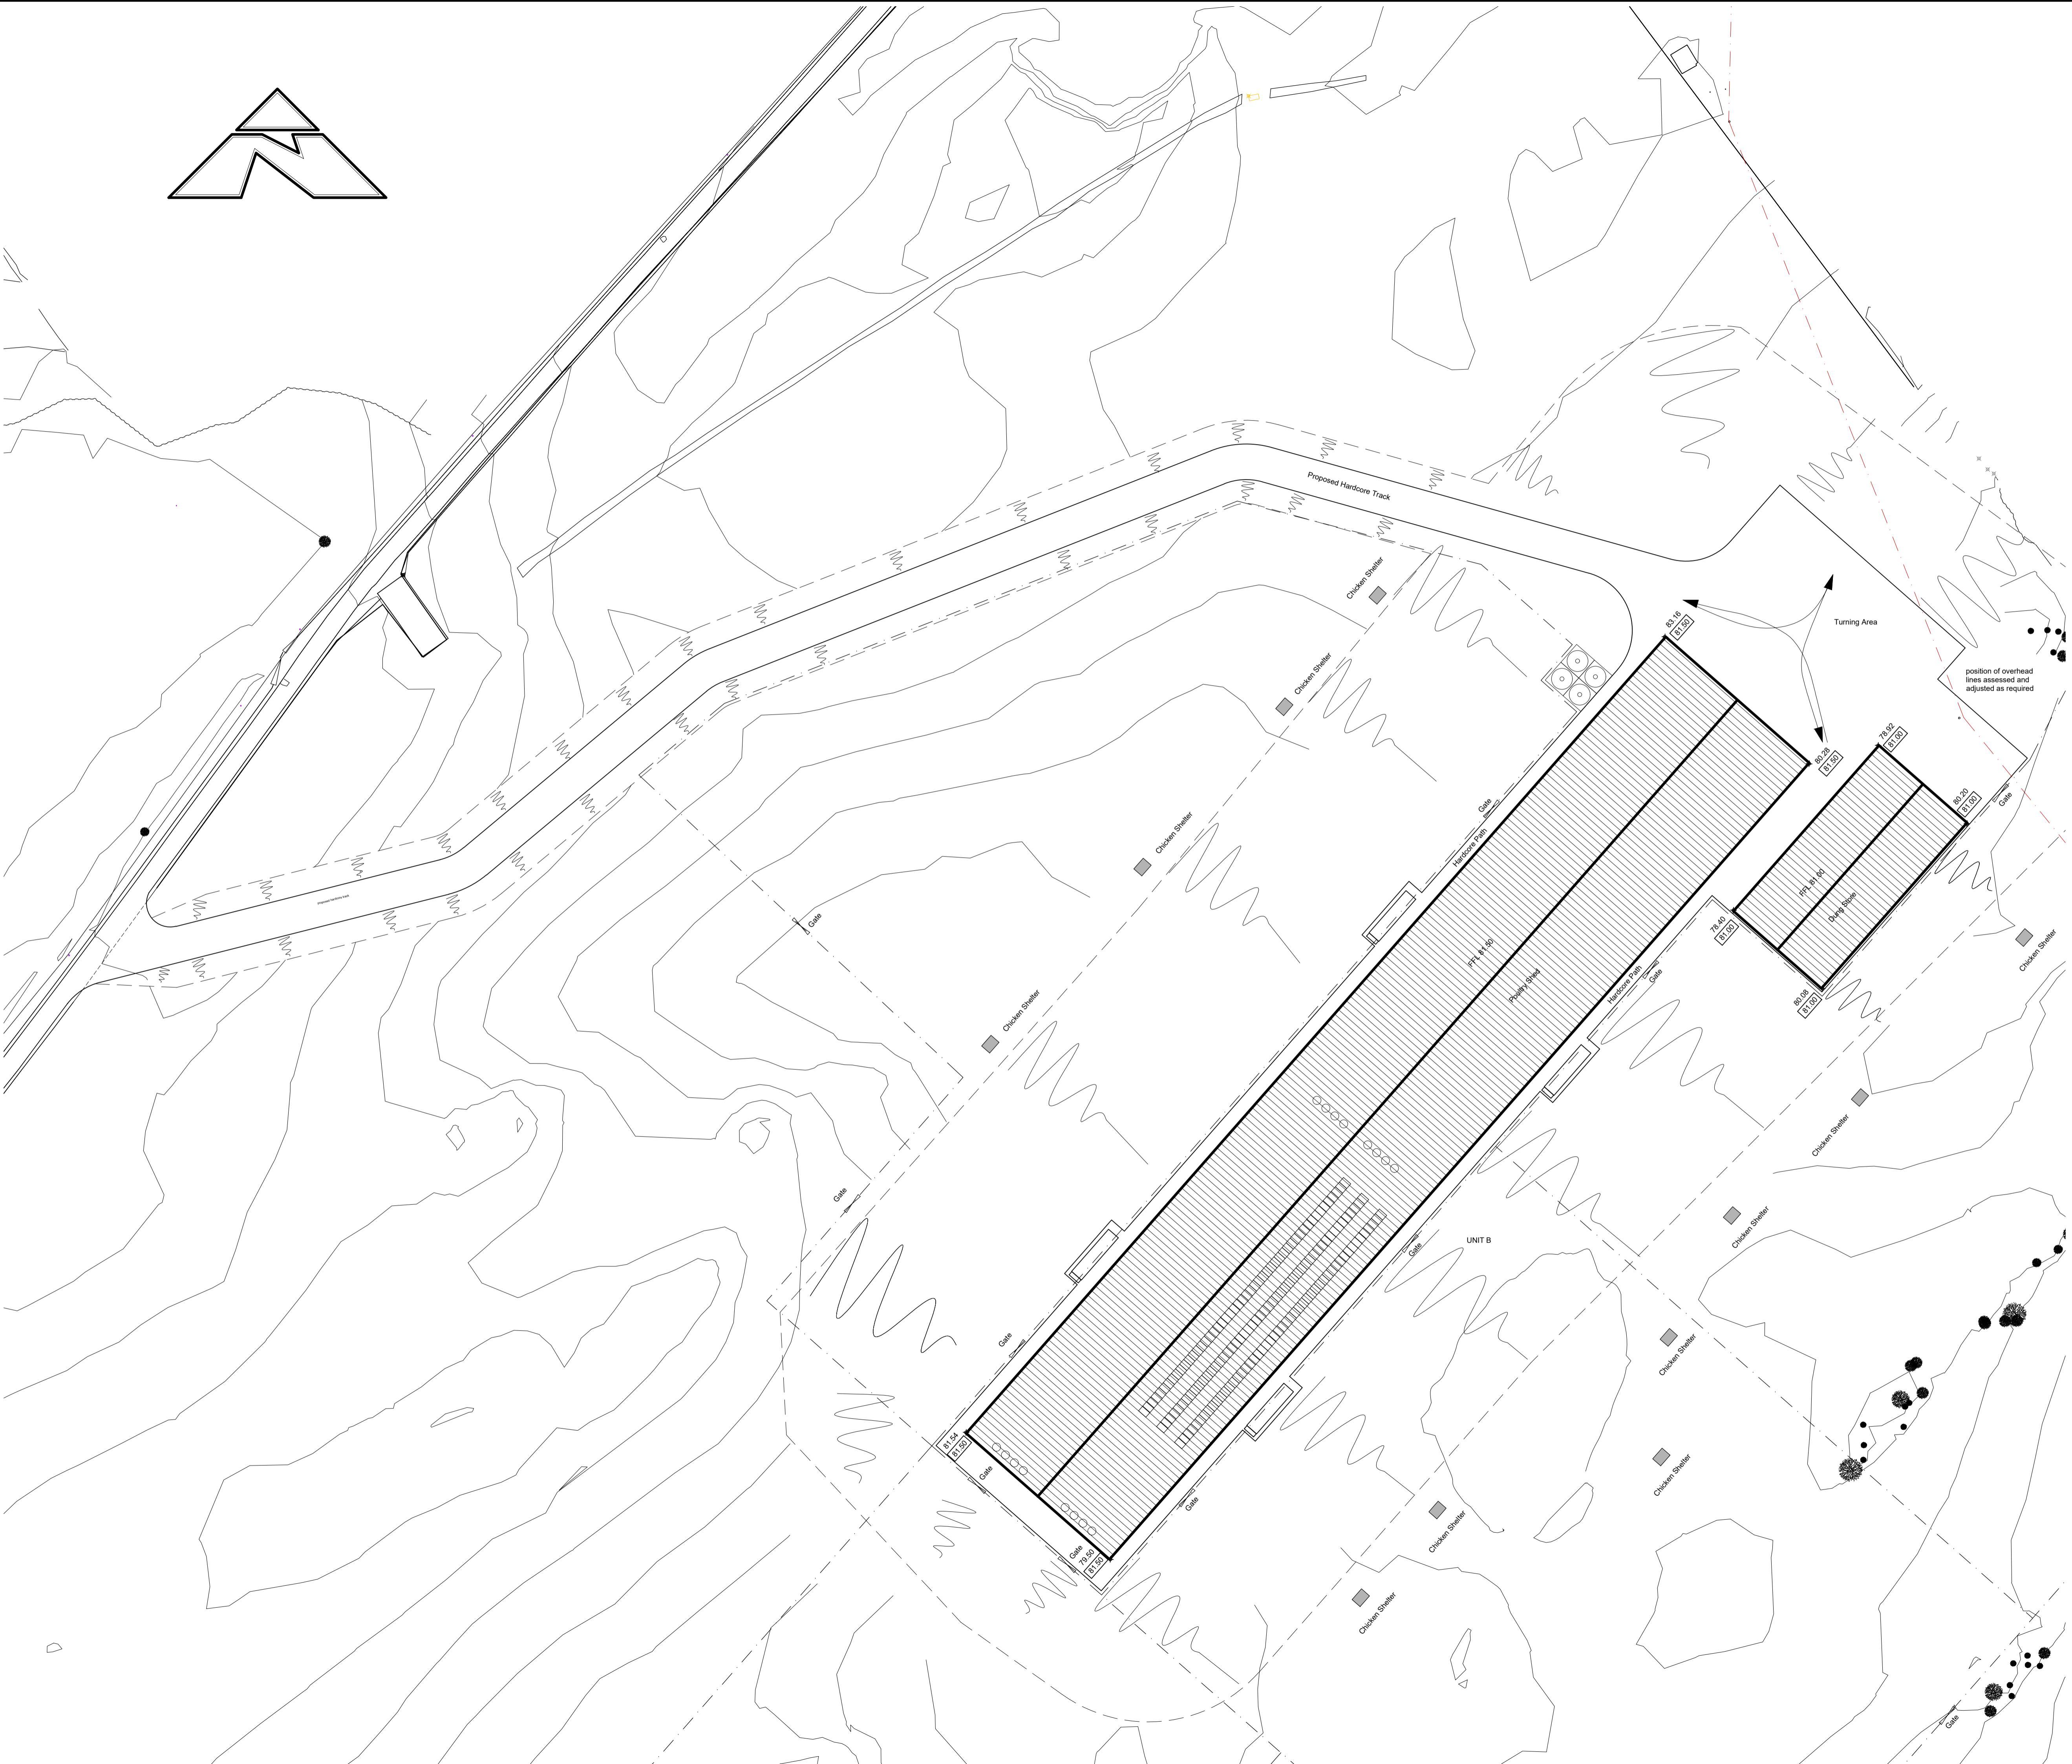 Proposed Hardcore Track
Chicken Shelter
Chicken Shelter
Chicken Shelter
Chicken Shelter
83.16
81.50
Turning Area
position of overhead
lines assessed and
adjusted as required
80.28
81.50
78.92
81.00
80.20
81.00
Gate
Gate
Hardcore Path
FFL 81.00
Dung Store
78.40
81.00
80.08
81.00
Chicken Shelter
Proposed Hardcore track
Gate
FFL 81.50
Poultry Shed
Hardcore Path
Gate
Chicken Shelter
Gate
Chicken Shelter
UNIT B
Gate
Gate
Chicken Shelter
81.54
81.50
Gate
Chicken Shelter
Gate
Chicken Shelter
Gate
79.50
81.50
Chicken Shelter
Gate